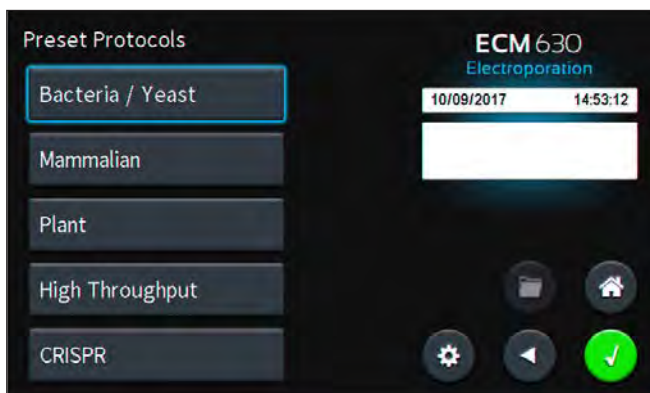 Preset Protocols
Bacteria / Yeast
Mammalian
Plant
High Throughput
CRISPR
ECM 630
Electroporation
10/09/2017 14:53:12